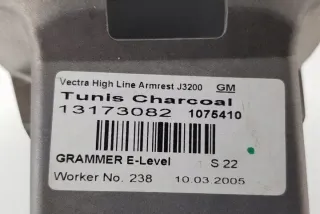 Vectra High Line Armrest J3200 GM
Tunis Charcoal
13173082 1075410
GRAMMER E-Level S 22
Worker No. 238 10.03.2005